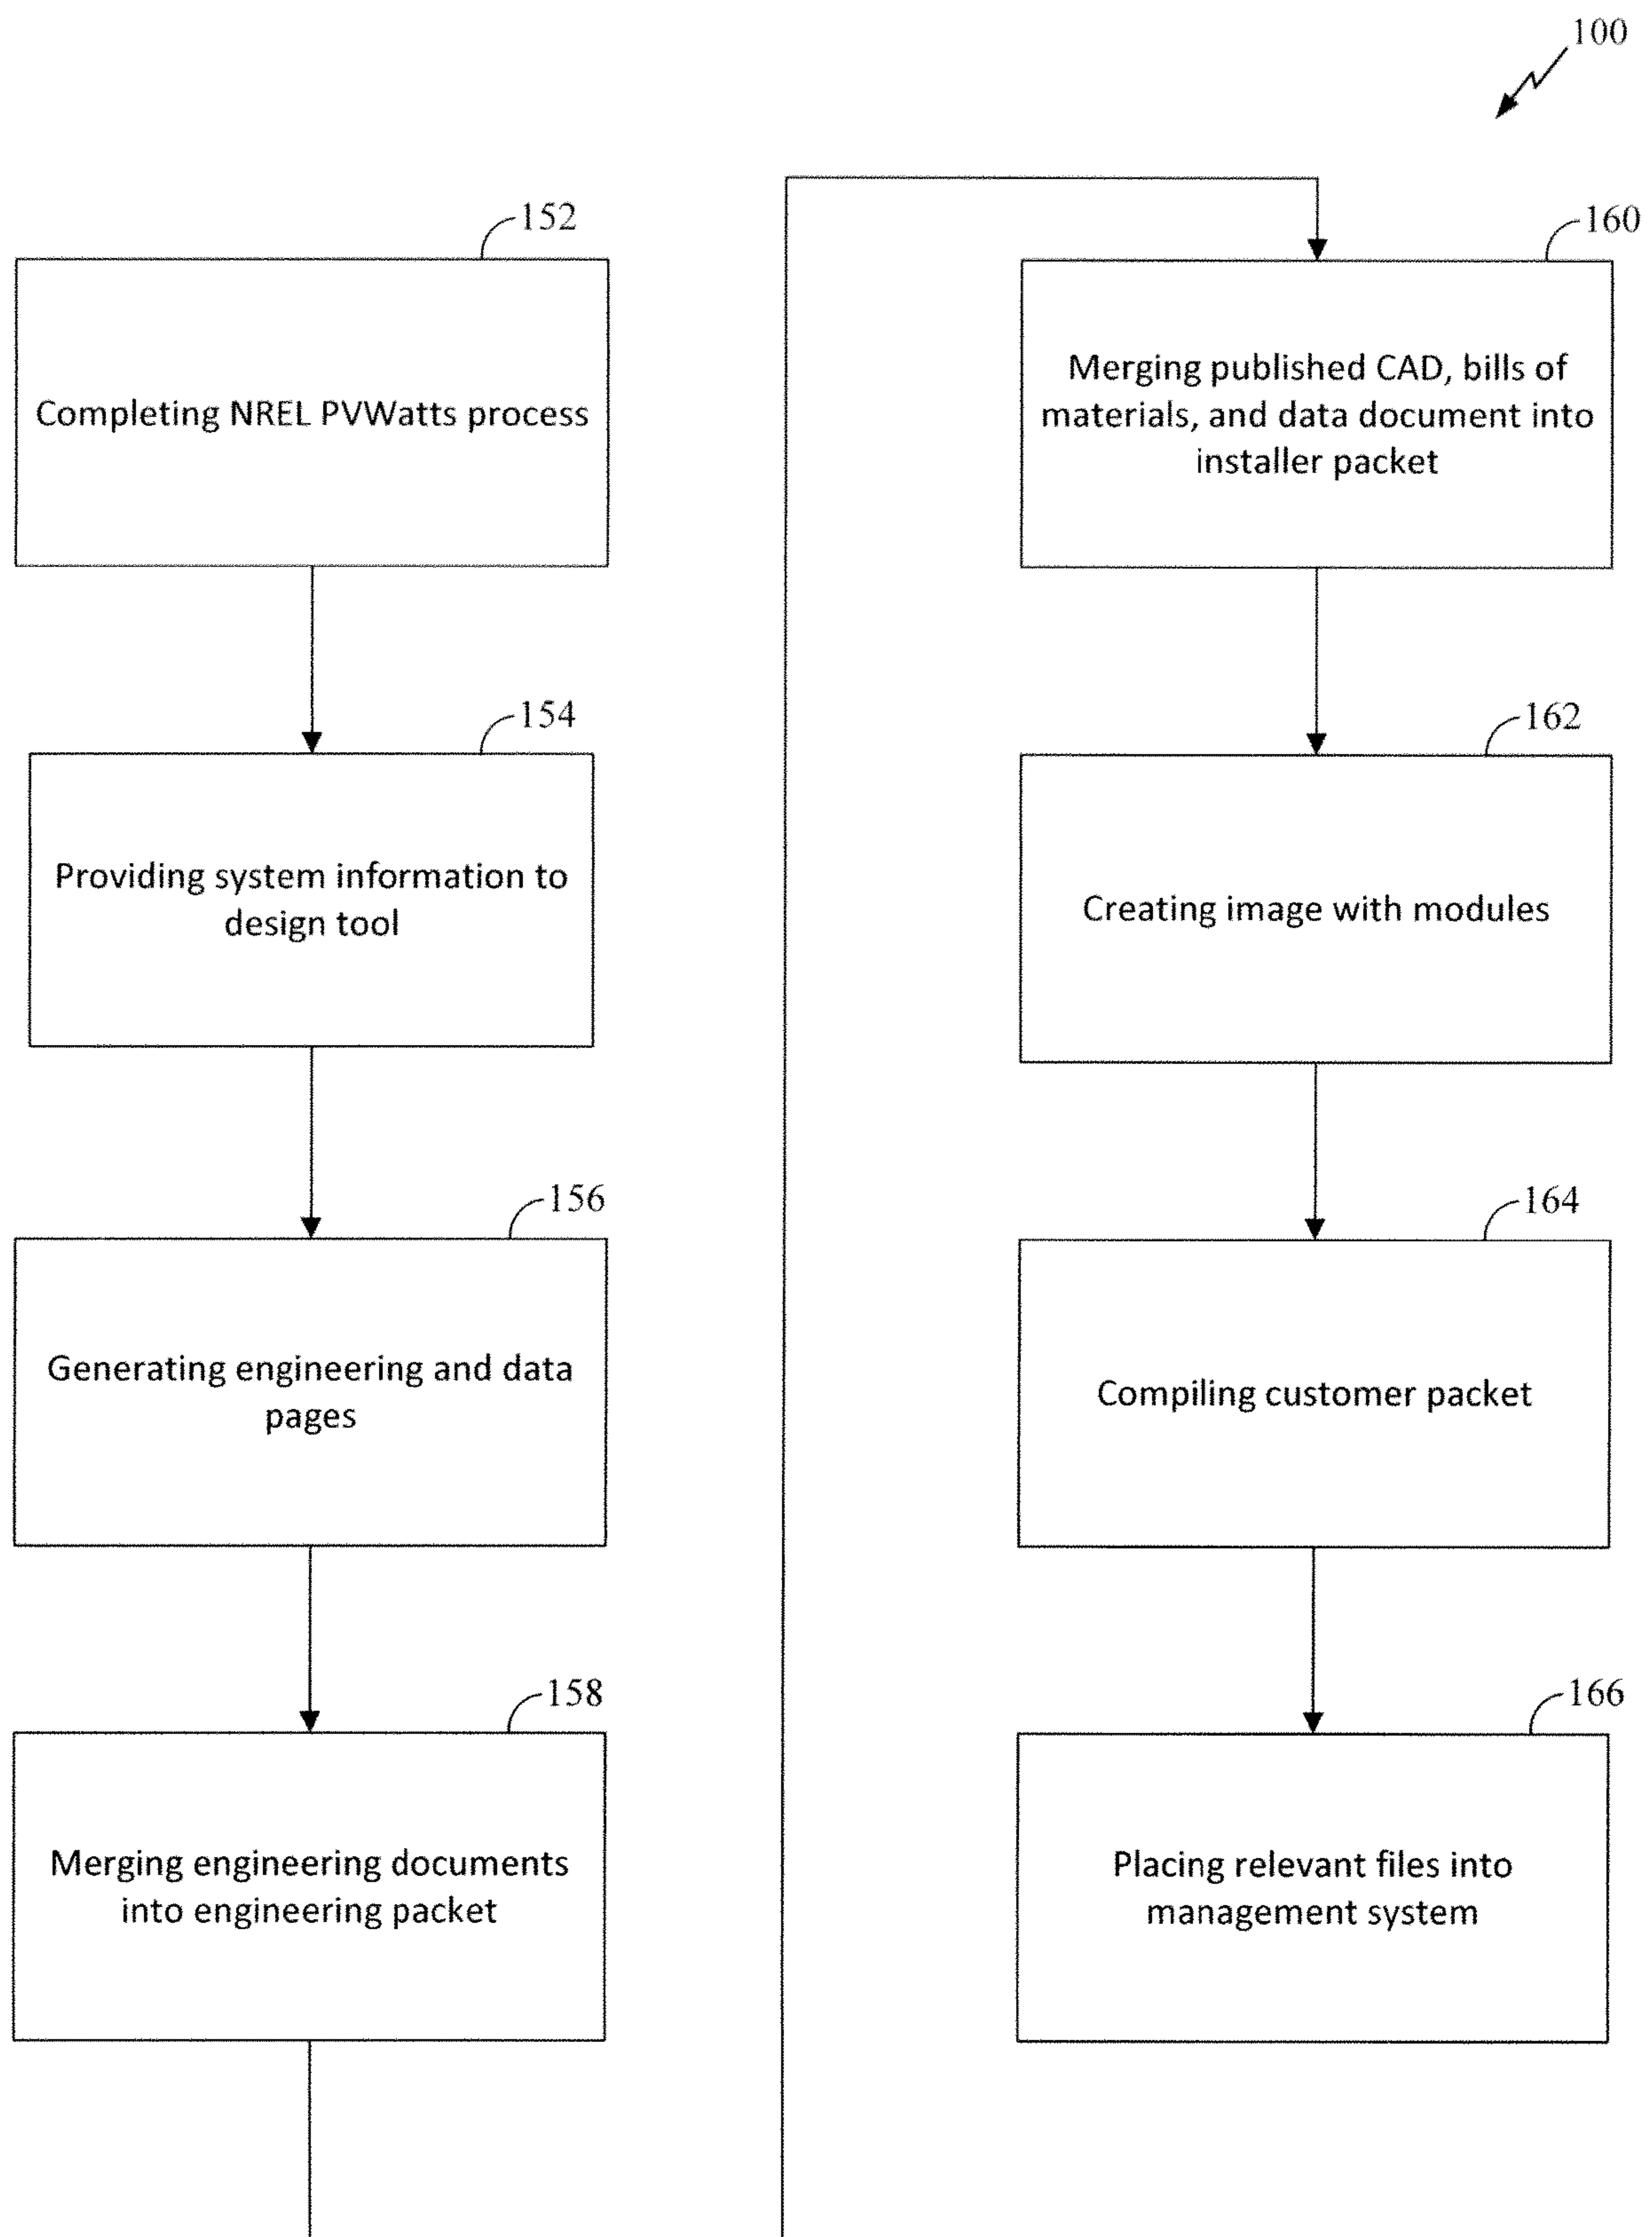 100
152
Completing NREL PVWatts process
154
Providing system information to
design tool
156
Generating engineering and data
pages
158
Merging engineering documents
into engineering packet
160
Merging published CAD, bills of
materials, and data document into
installer packet
162
Creating image with modules
164
Compiling customer packet
166
Placing relevant files into
management system